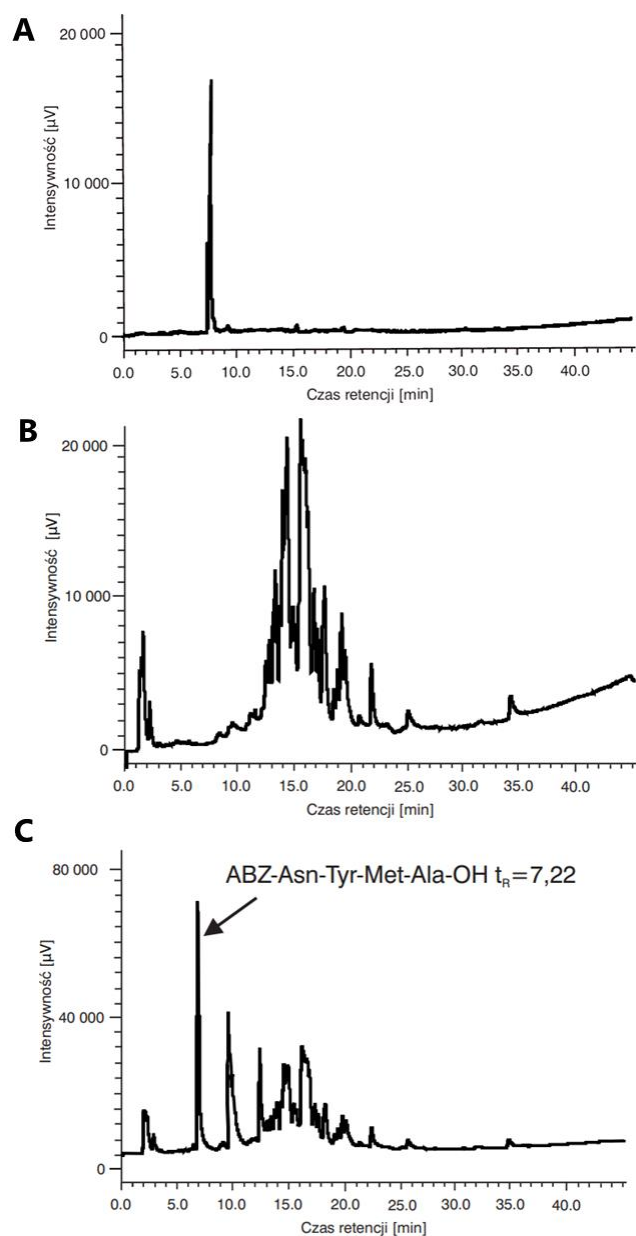 A
20 000
10 000
0
Intensywność [µV]
0.0 5.0 10.0 15.0 20.0 25.0 30.0 35.0 40.0
Czas retencji [min]
B
20 000
10 000
0
Intensywność [µV]
0.0 5.0 10.0 15.0 20.0 25.0 30.0 35.0 40.0
Czas retencji [min]
C
ABZ-Asn-Tyr-Met-Ala-OH tR=7,22
80 000
40 000
0
Intensywność [µV]
0.0 5.0 10.0 15.0 20.0 25.0 30.0 35.0 40.0
Czas retencji [min]